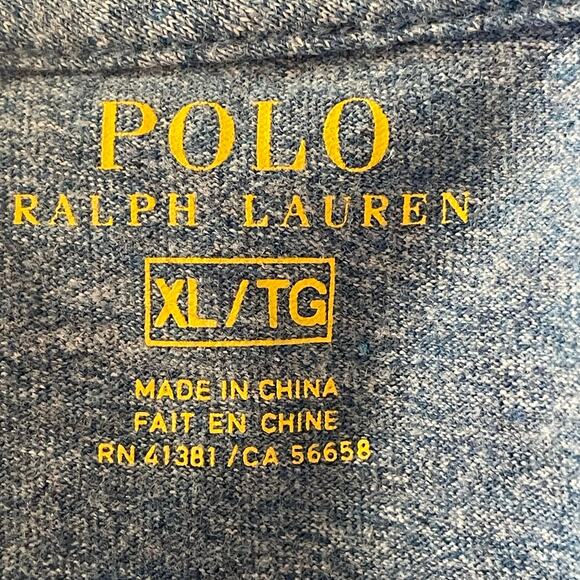 POLO
RALPH LAUREN
XL/TG
MADE IN CHINA
FAIT EN CHINE
RN 41381 /CA 56658